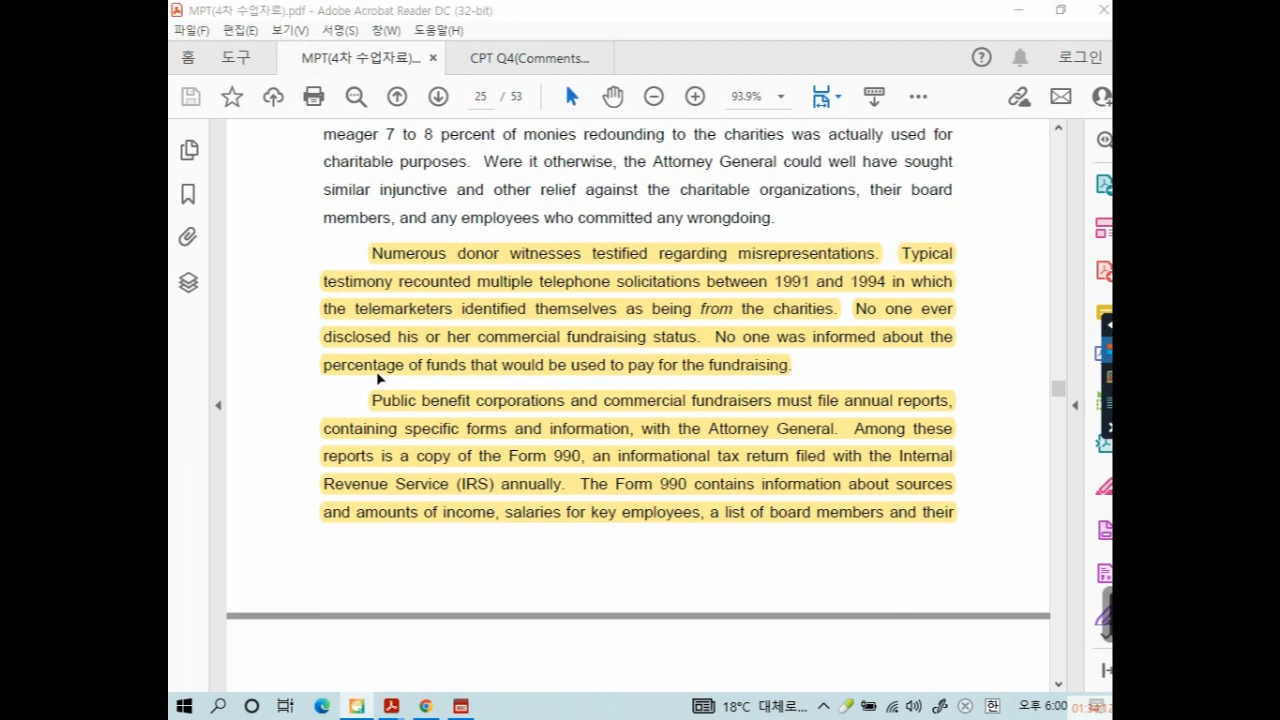 MPT(4차 수업자료).pdf - Adobe Acrobat Reader DC (32-bit)
파일(F) 편집(E) 보기(V) 서명(S) 창(W) 도움말(H)
홈 도구 MPT(4차 수업자료)... × CPT Q4(Comments... 로그인
25 / 53 93.9%
meager 7 to 8 percent of monies redounding to the charities was actually used for
charitable purposes. Were it otherwise, the Attorney General could well have sought
similar injunctive and other relief against the charitable organizations, their board
members, and any employees who committed any wrongdoing.
Numerous donor witnesses testified regarding misrepresentations. Typical
testimony recounted multiple telephone solicitations between 1991 and 1994 in which
the telemarketers identified themselves as being from the charities. No one ever
disclosed his or her commercial fundraising status. No one was informed about the
percentage of funds that would be used to pay for the fundraising.
Public benefit corporations and commercial fundraisers must file annual reports,
containing specific forms and information, with the Attorney General. Among these
reports is a copy of the Form 990, an informational tax return filed with the Internal
Revenue Service (IRS) annually. The Form 990 contains information about sources
and amounts of income, salaries for key employees, a list of board members and their
18°C 대체로... 한 오후 6:00